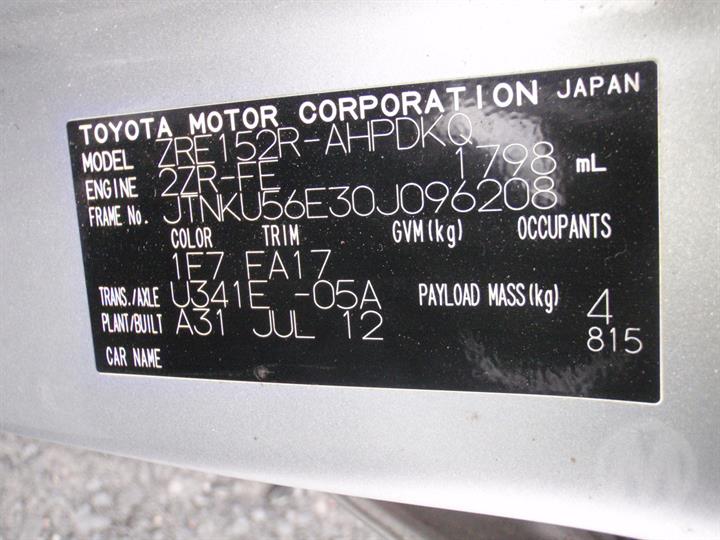 TOYOTA MOTOR CORPORATION JAPAN
MODEL ZRE152R-AHPDKQ
ENGINE 2ZR-FE 1798 mL
FRAME No. JTNKU56E30J096208
COLOR TRIM GVM(kg) OCCUPANTS
1E7 FA17
TRANS./AXLE U341E -05A PAYLOAD MASS(kg) 4
PLANT/BUILT A31 JUL 12 815
CAR NAME